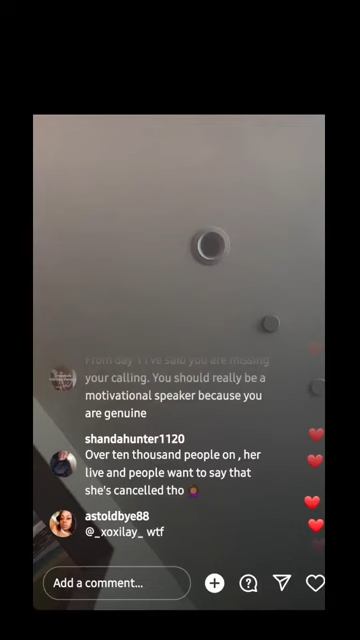 From day 1 I've said you are missing
your calling. You should really be a
motivational speaker because you
are genuine
shandahunter1120
Over ten thousand people on , her
live and people want to say that
she's cancelled tho 🤦🏾‍♀️
astoldbye88
@_xoxilay_ wtf
Add a comment...